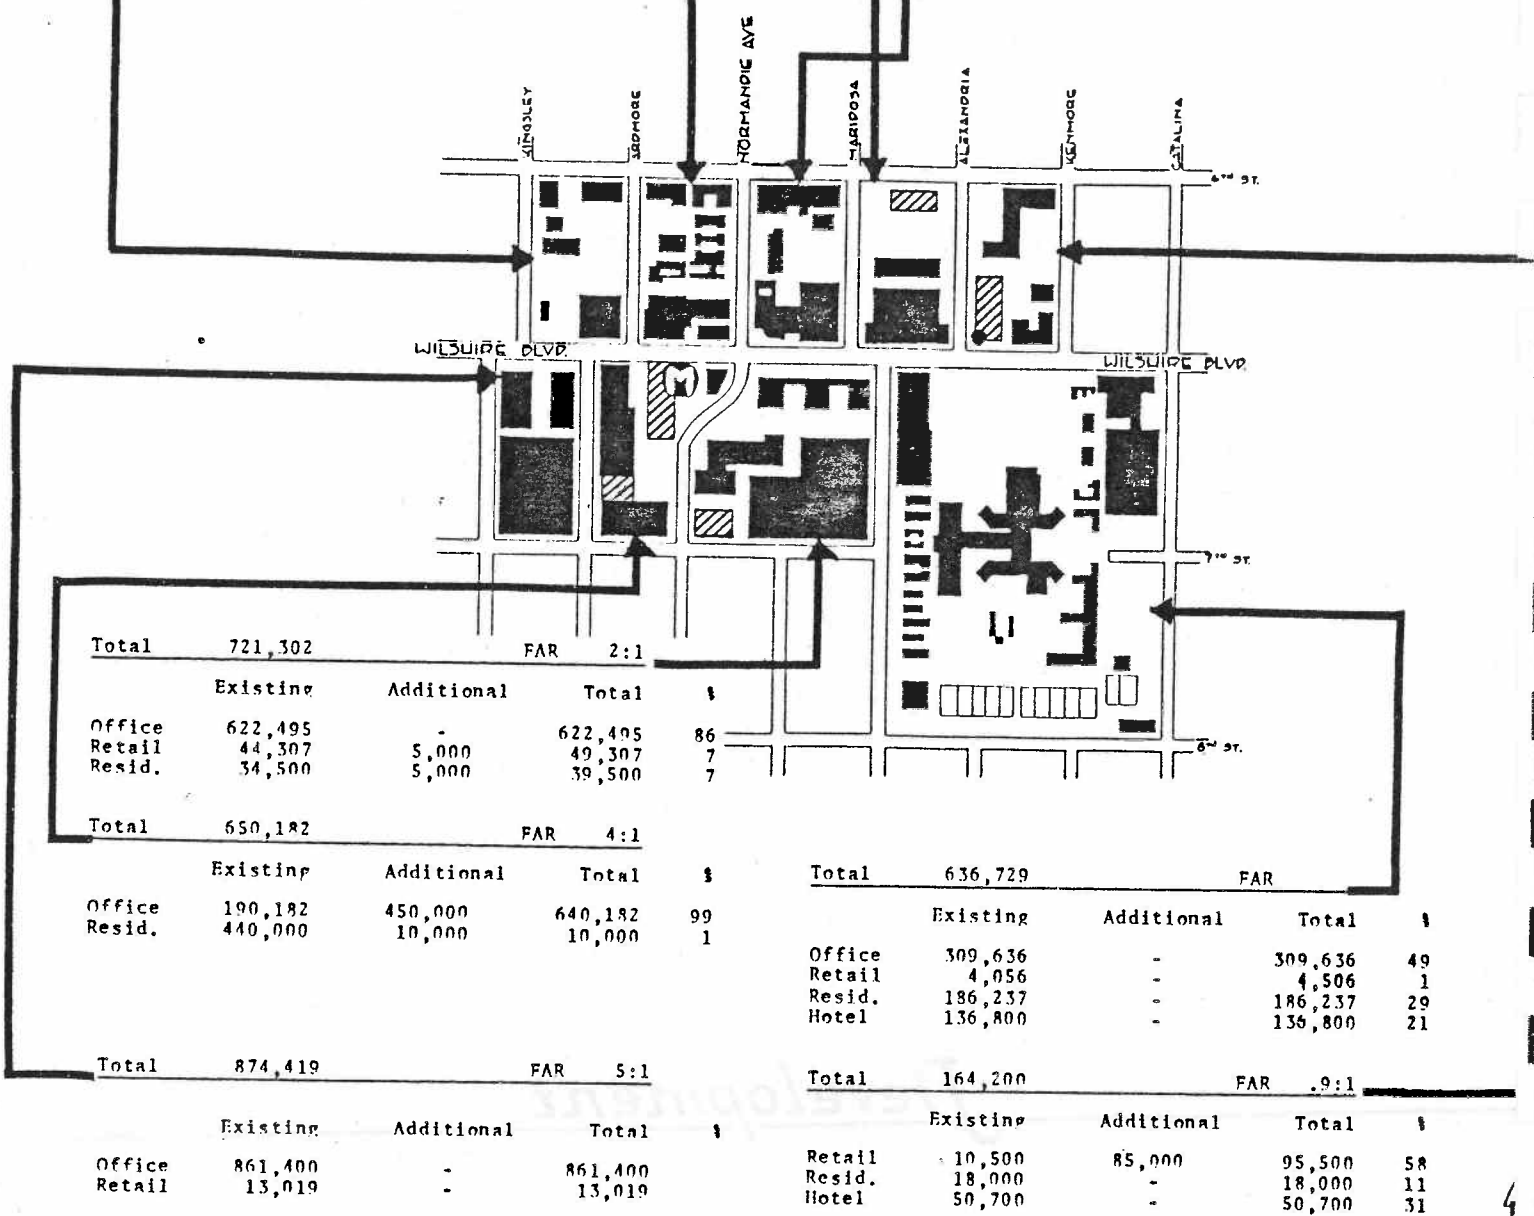 KINGSLEY
ARDMORE
NORMANDIE AVE
MARIPOSA
ALEXANDRIA
KENMORE
CATALINA
6TH ST.
WILSHIRE BLVD.
WILSHIRE BLVD.
M
7TH ST.
8TH ST.
Total 721,302 FAR 2:1
Existing Additional Total %
Office 622,495 - 622,495 86
Retail 44,307 5,000 49,307 7
Resid. 34,500 5,000 39,500 7
Total 650,182 FAR 4:1
Existing Additional Total %
Office 190,182 450,000 640,182 99
Resid. 440,000 10,000 10,000 1
Total 874,419 FAR 5:1
Existing Additional Total %
Office 861,400 - 861,400
Retail 13,019 - 13,019
Total 636,729 FAR
Existing Additional Total %
Office 309,636 - 309,636 49
Retail 4,056 - 4,506 1
Resid. 186,237 - 186,237 29
Hotel 136,800 - 136,800 21
Total 164,200 FAR .9:1
Existing Additional Total %
Retail 10,500 85,000 95,500 58
Resid. 18,000 - 18,000 11
Hotel 50,700 - 50,700 31
4